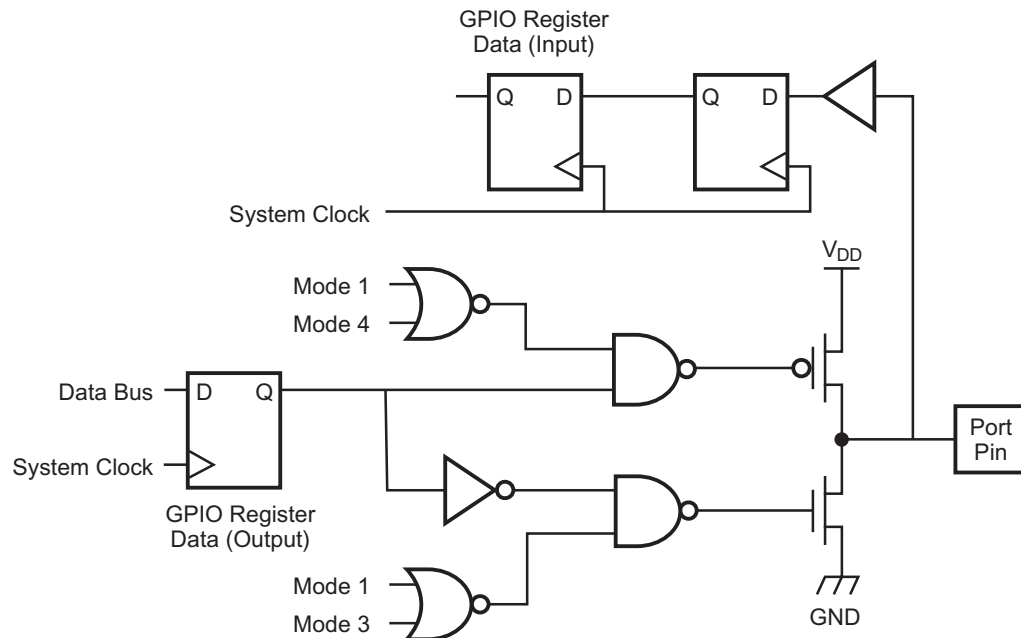 GPIO Register
Data (Input)
Q D
Q D
System Clock
VDD
Mode 1
Mode 4
Data Bus
D Q
Port
Pin
System Clock
GPIO Register
Data (Output)
Mode 1
Mode 3
GND